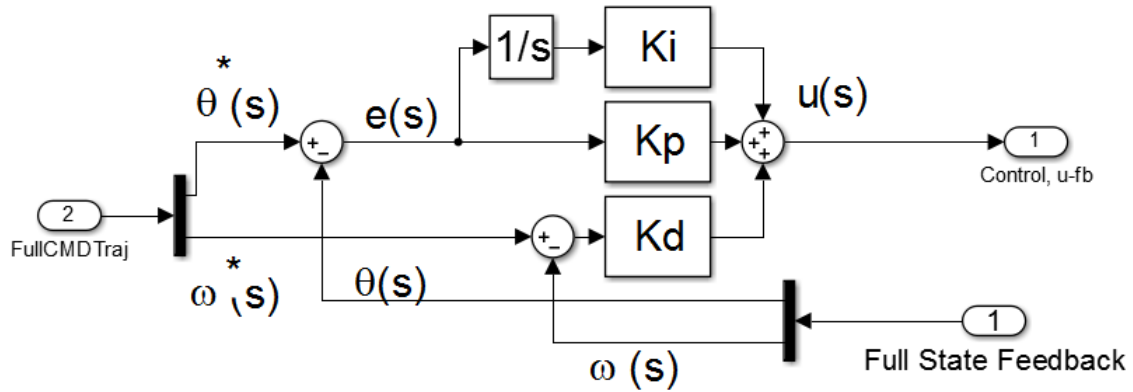 1/s
Ki
*
θ (s)
e(s)
u(s)
+
−
Kp
+
+
+
1
Control, u-fb
2
FullCMDTraj
+
−
Kd
*
ω (s)
θ(s)
1
Full State Feedback
ω (s)